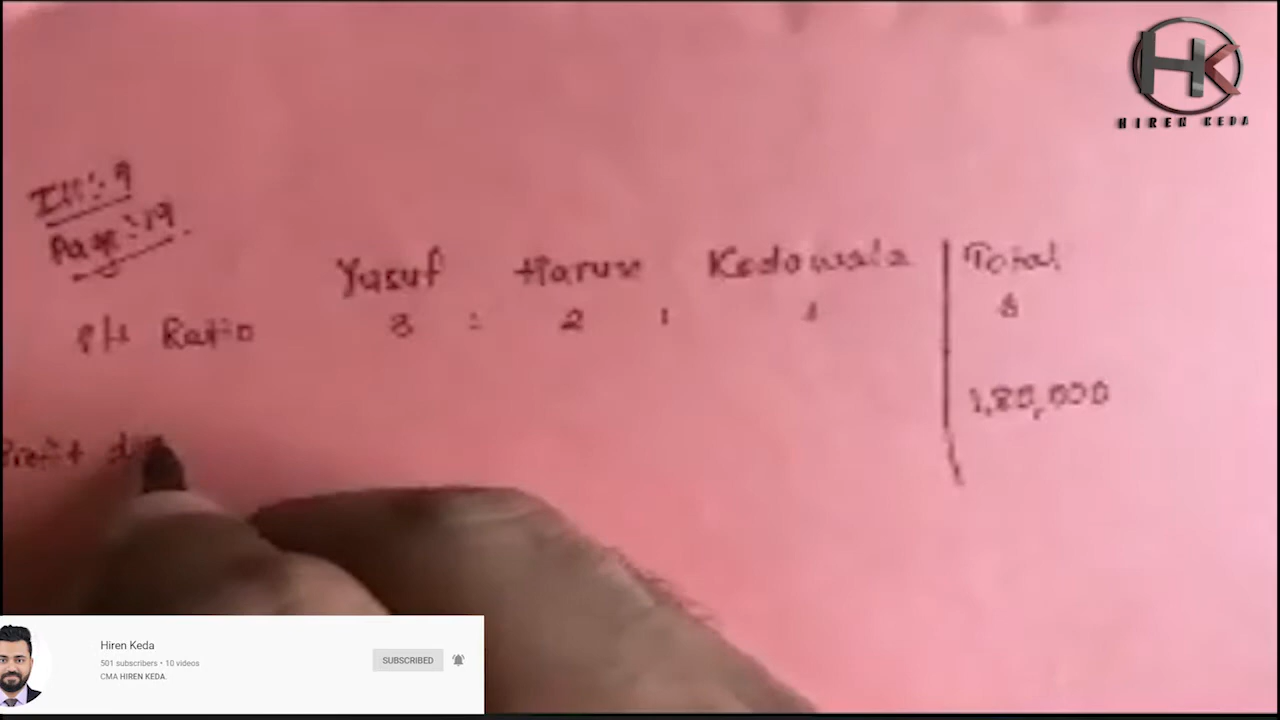 HK
HIREN KEDA
Ill:- 9
Page:-19.
Yusuf Harun Kedawala Total
P/L Ratio 3 : 2 : 1 6
1,80,000
Hiren Keda
501 subscribers • 10 videos
CMA HIREN KEDA.
SUBSCRIBED